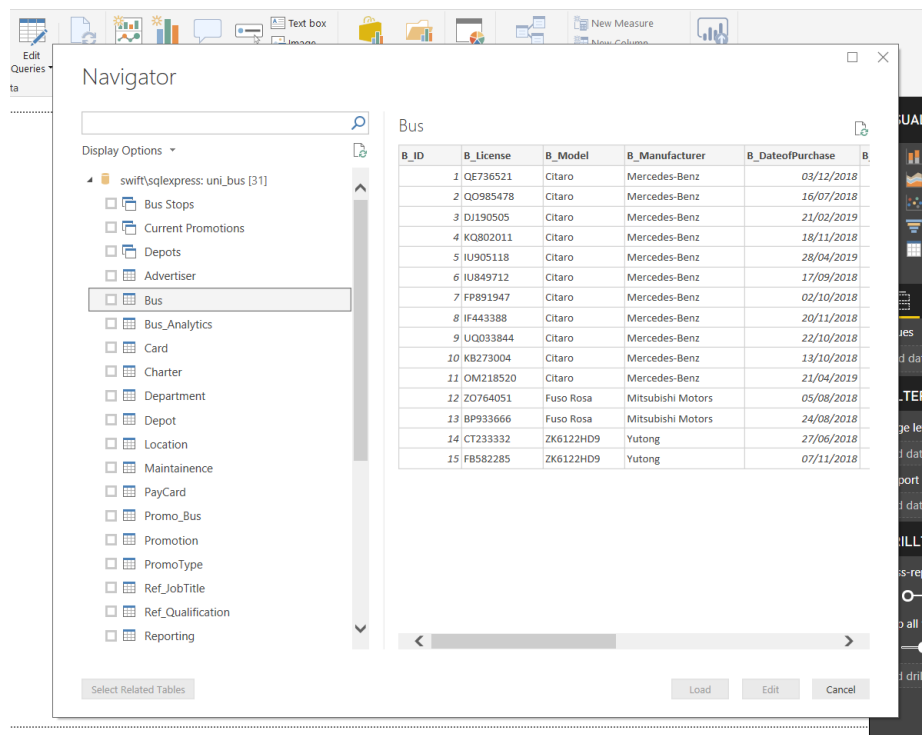 Text box
Image
New Measure
New Column
Edit
Queries
ta
Navigator
Display Options
swift\sqlexpress: uni_bus [31]
Bus Stops
Current Promotions
Depots
Advertiser
Bus
Bus_Analytics
Card
Charter
Department
Depot
Location
Maintainence
PayCard
Promo_Bus
Promotion
PromoType
Ref_JobTitle
Ref_Qualification
Reporting
Select Related Tables
Bus
B_ID B_License B_Model B_Manufacturer B_DateofPurchase B_
1 QE736521 Citaro Mercedes-Benz 03/12/2018
2 QO985478 Citaro Mercedes-Benz 16/07/2018
3 DJ190505 Citaro Mercedes-Benz 21/02/2019
4 KQ802011 Citaro Mercedes-Benz 18/11/2018
5 IU905118 Citaro Mercedes-Benz 28/04/2019
6 IU849712 Citaro Mercedes-Benz 17/09/2018
7 FP891947 Citaro Mercedes-Benz 02/10/2018
8 IF443388 Citaro Mercedes-Benz 20/11/2018
9 UQ033844 Citaro Mercedes-Benz 22/10/2018
10 KB273004 Citaro Mercedes-Benz 13/10/2018
11 OM218520 Citaro Mercedes-Benz 21/04/2019
12 ZO764051 Fuso Rosa Mitsubishi Motors 05/08/2018
13 BP933666 Fuso Rosa Mitsubishi Motors 24/08/2018
14 CT233332 ZK6122HD9 Yutong 27/06/2018
15 FB582285 ZK6122HD9 Yutong 07/11/2018
Load Edit Cancel